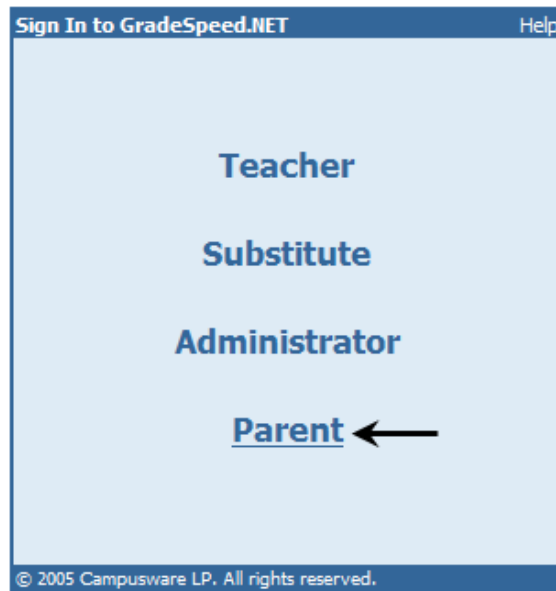 Sign In to GradeSpeed.NET Help
Teacher
Substitute
Administrator
Parent
© 2005 Campusware LP. All rights reserved.